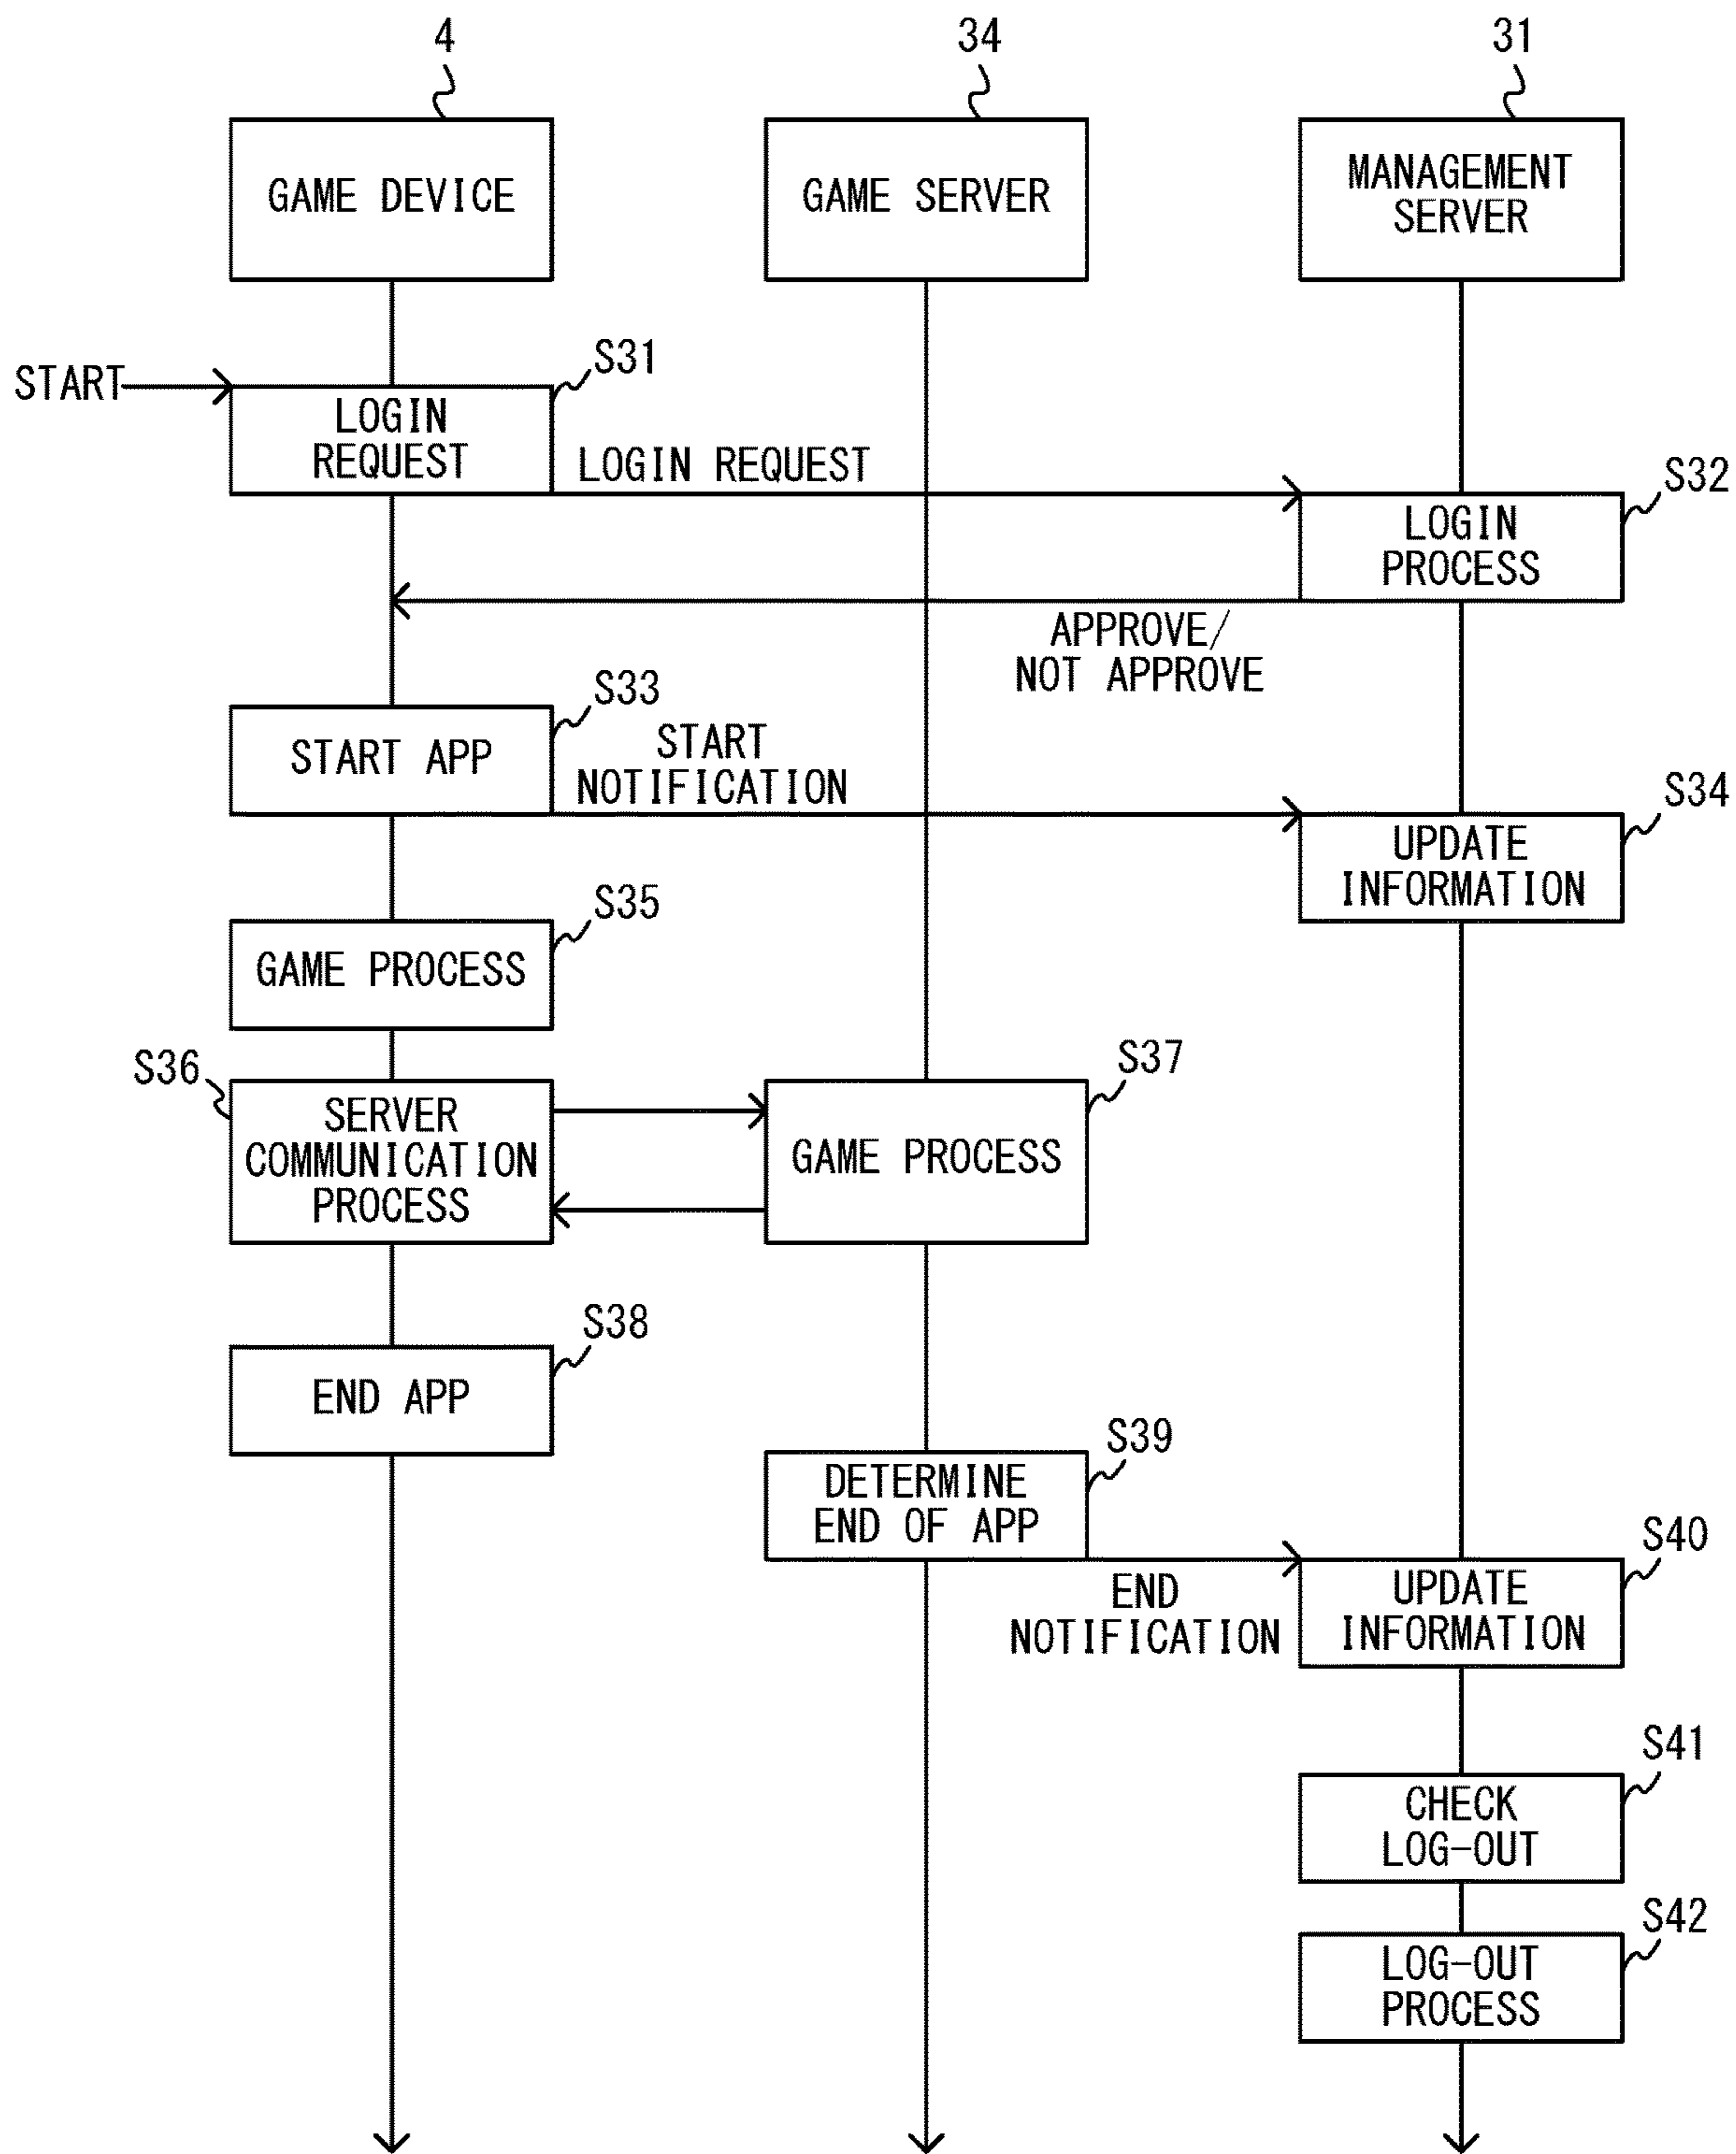 4
34
31
GAME DEVICE
GAME SERVER
MANAGEMENT
SERVER
START
S31
LOGIN
REQUEST
LOGIN REQUEST
S32
LOGIN
PROCESS
APPROVE/
NOT APPROVE
S33
START APP
START
NOTIFICATION
S34
UPDATE
INFORMATION
S35
GAME PROCESS
S36
SERVER
COMMUNICATION
PROCESS
S37
GAME PROCESS
S38
END APP
S39
DETERMINE
END OF APP
END
NOTIFICATION
S40
UPDATE
INFORMATION
S41
CHECK
LOG-OUT
S42
LOG-OUT
PROCESS